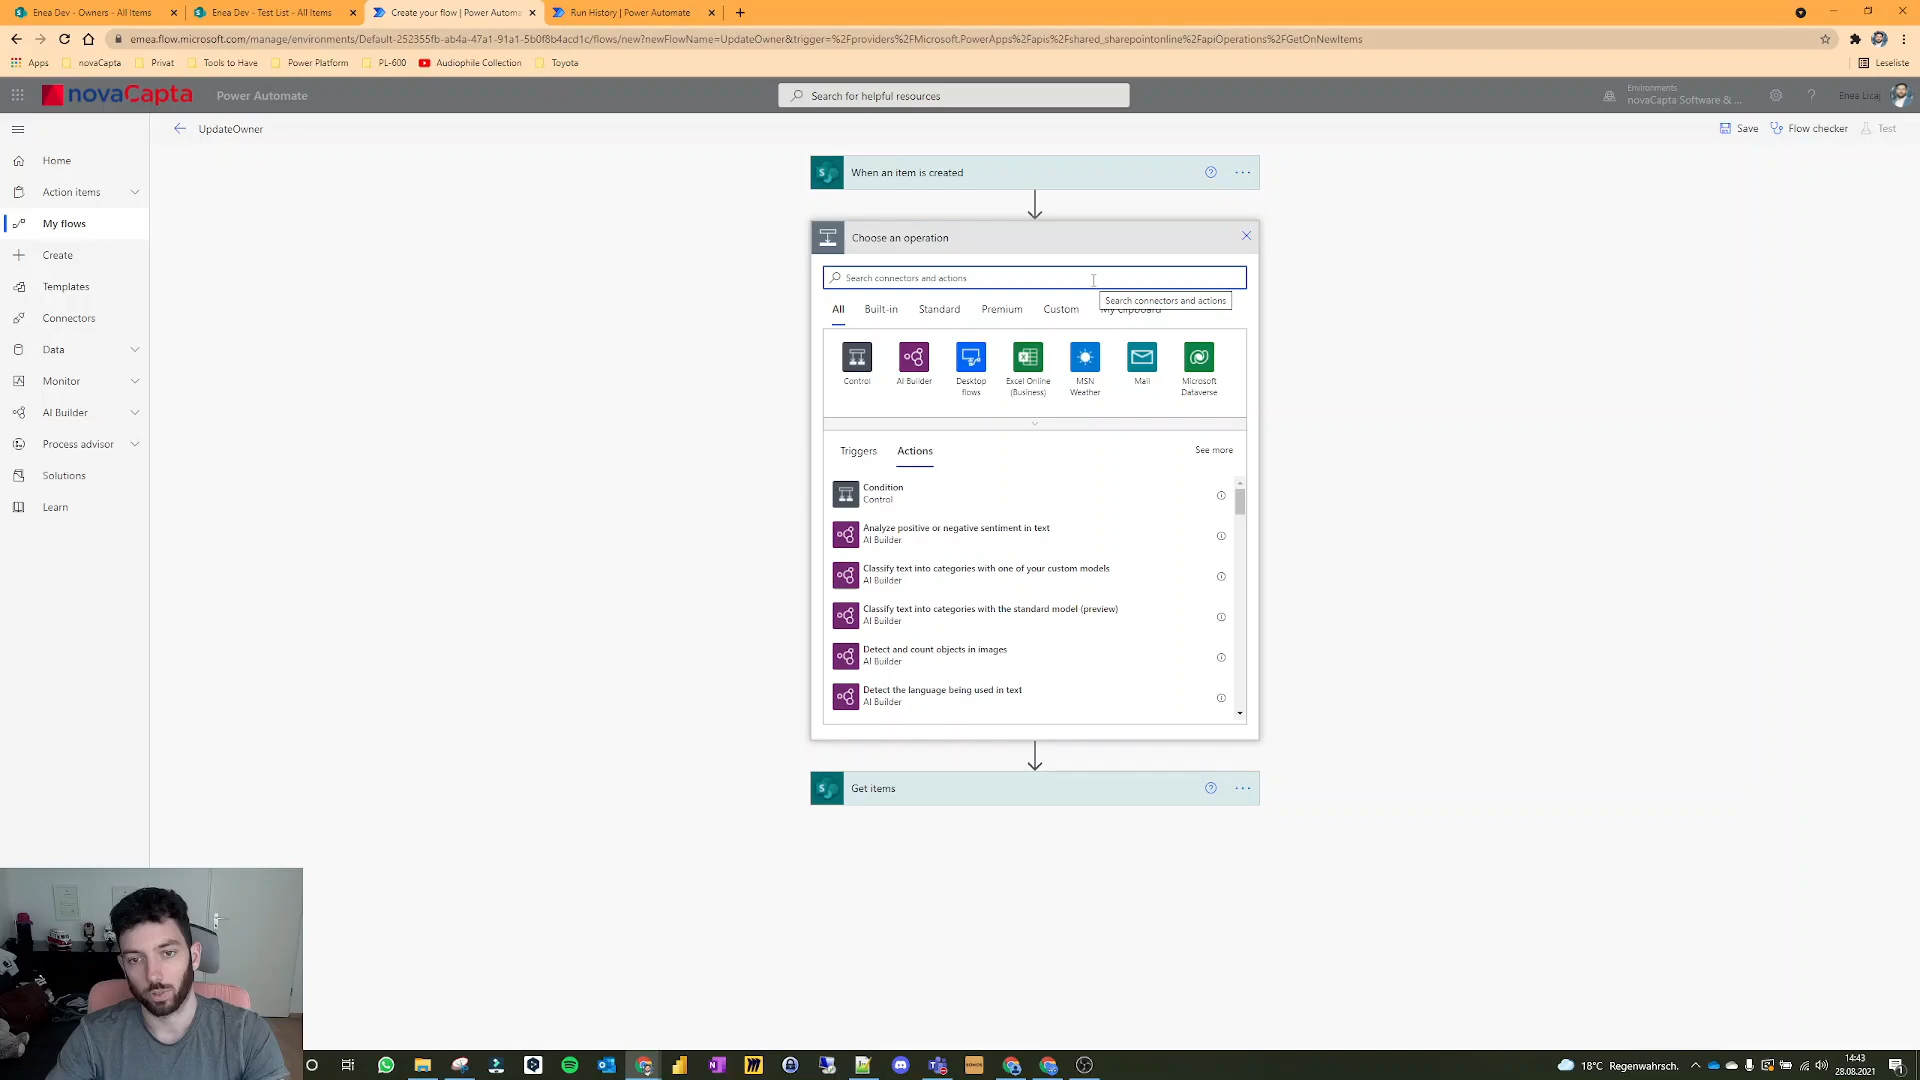 Enea Dev - Owners - All Items
Enea Dev - Test List - All Items
Create your flow | Power Automa
Run History | Power Automate
emea.flow.microsoft.com/manage/environments/Default-252355fb-ab4a-47a1-91a1-5b0f8b4acd1c/flows/new?newFlowName=UpdateOwner&trigger=%2Fproviders%2FMicrosoft.PowerApps%2Fapis%2Fshared_sharepointonline%2FapiOperations%2FGetOnNewItems
Apps
novaCapta
Privat
Tools to Have
Power Platform
PL-600
Audiophile Collection
Toyota
Leseliste
novaCapta
Power Automate
Search for helpful resources
Environments
novaCapta Software & ...
Enea Licaj
UpdateOwner
Save
Flow checker
Test
Home
Action items
My flows
Create
Templates
Connectors
Data
Monitor
AI Builder
Process advisor
Solutions
Learn
When an item is created
Choose an operation
Search connectors and actions
Search connectors and actions
All
Built-in
Standard
Premium
Custom
My clipboard
Control
AI Builder
Desktop
flows
Excel Online
(Business)
MSN
Weather
Mail
Microsoft
Dataverse
Triggers
Actions
See more
Condition
Control
Analyze positive or negative sentiment in text
AI Builder
Classify text into categories with one of your custom models
AI Builder
Classify text into categories with the standard model (preview)
AI Builder
Detect and count objects in images
AI Builder
Detect the language being used in text
AI Builder
Get items
18°C Regenwahrsch.
14:43
28.08.2021